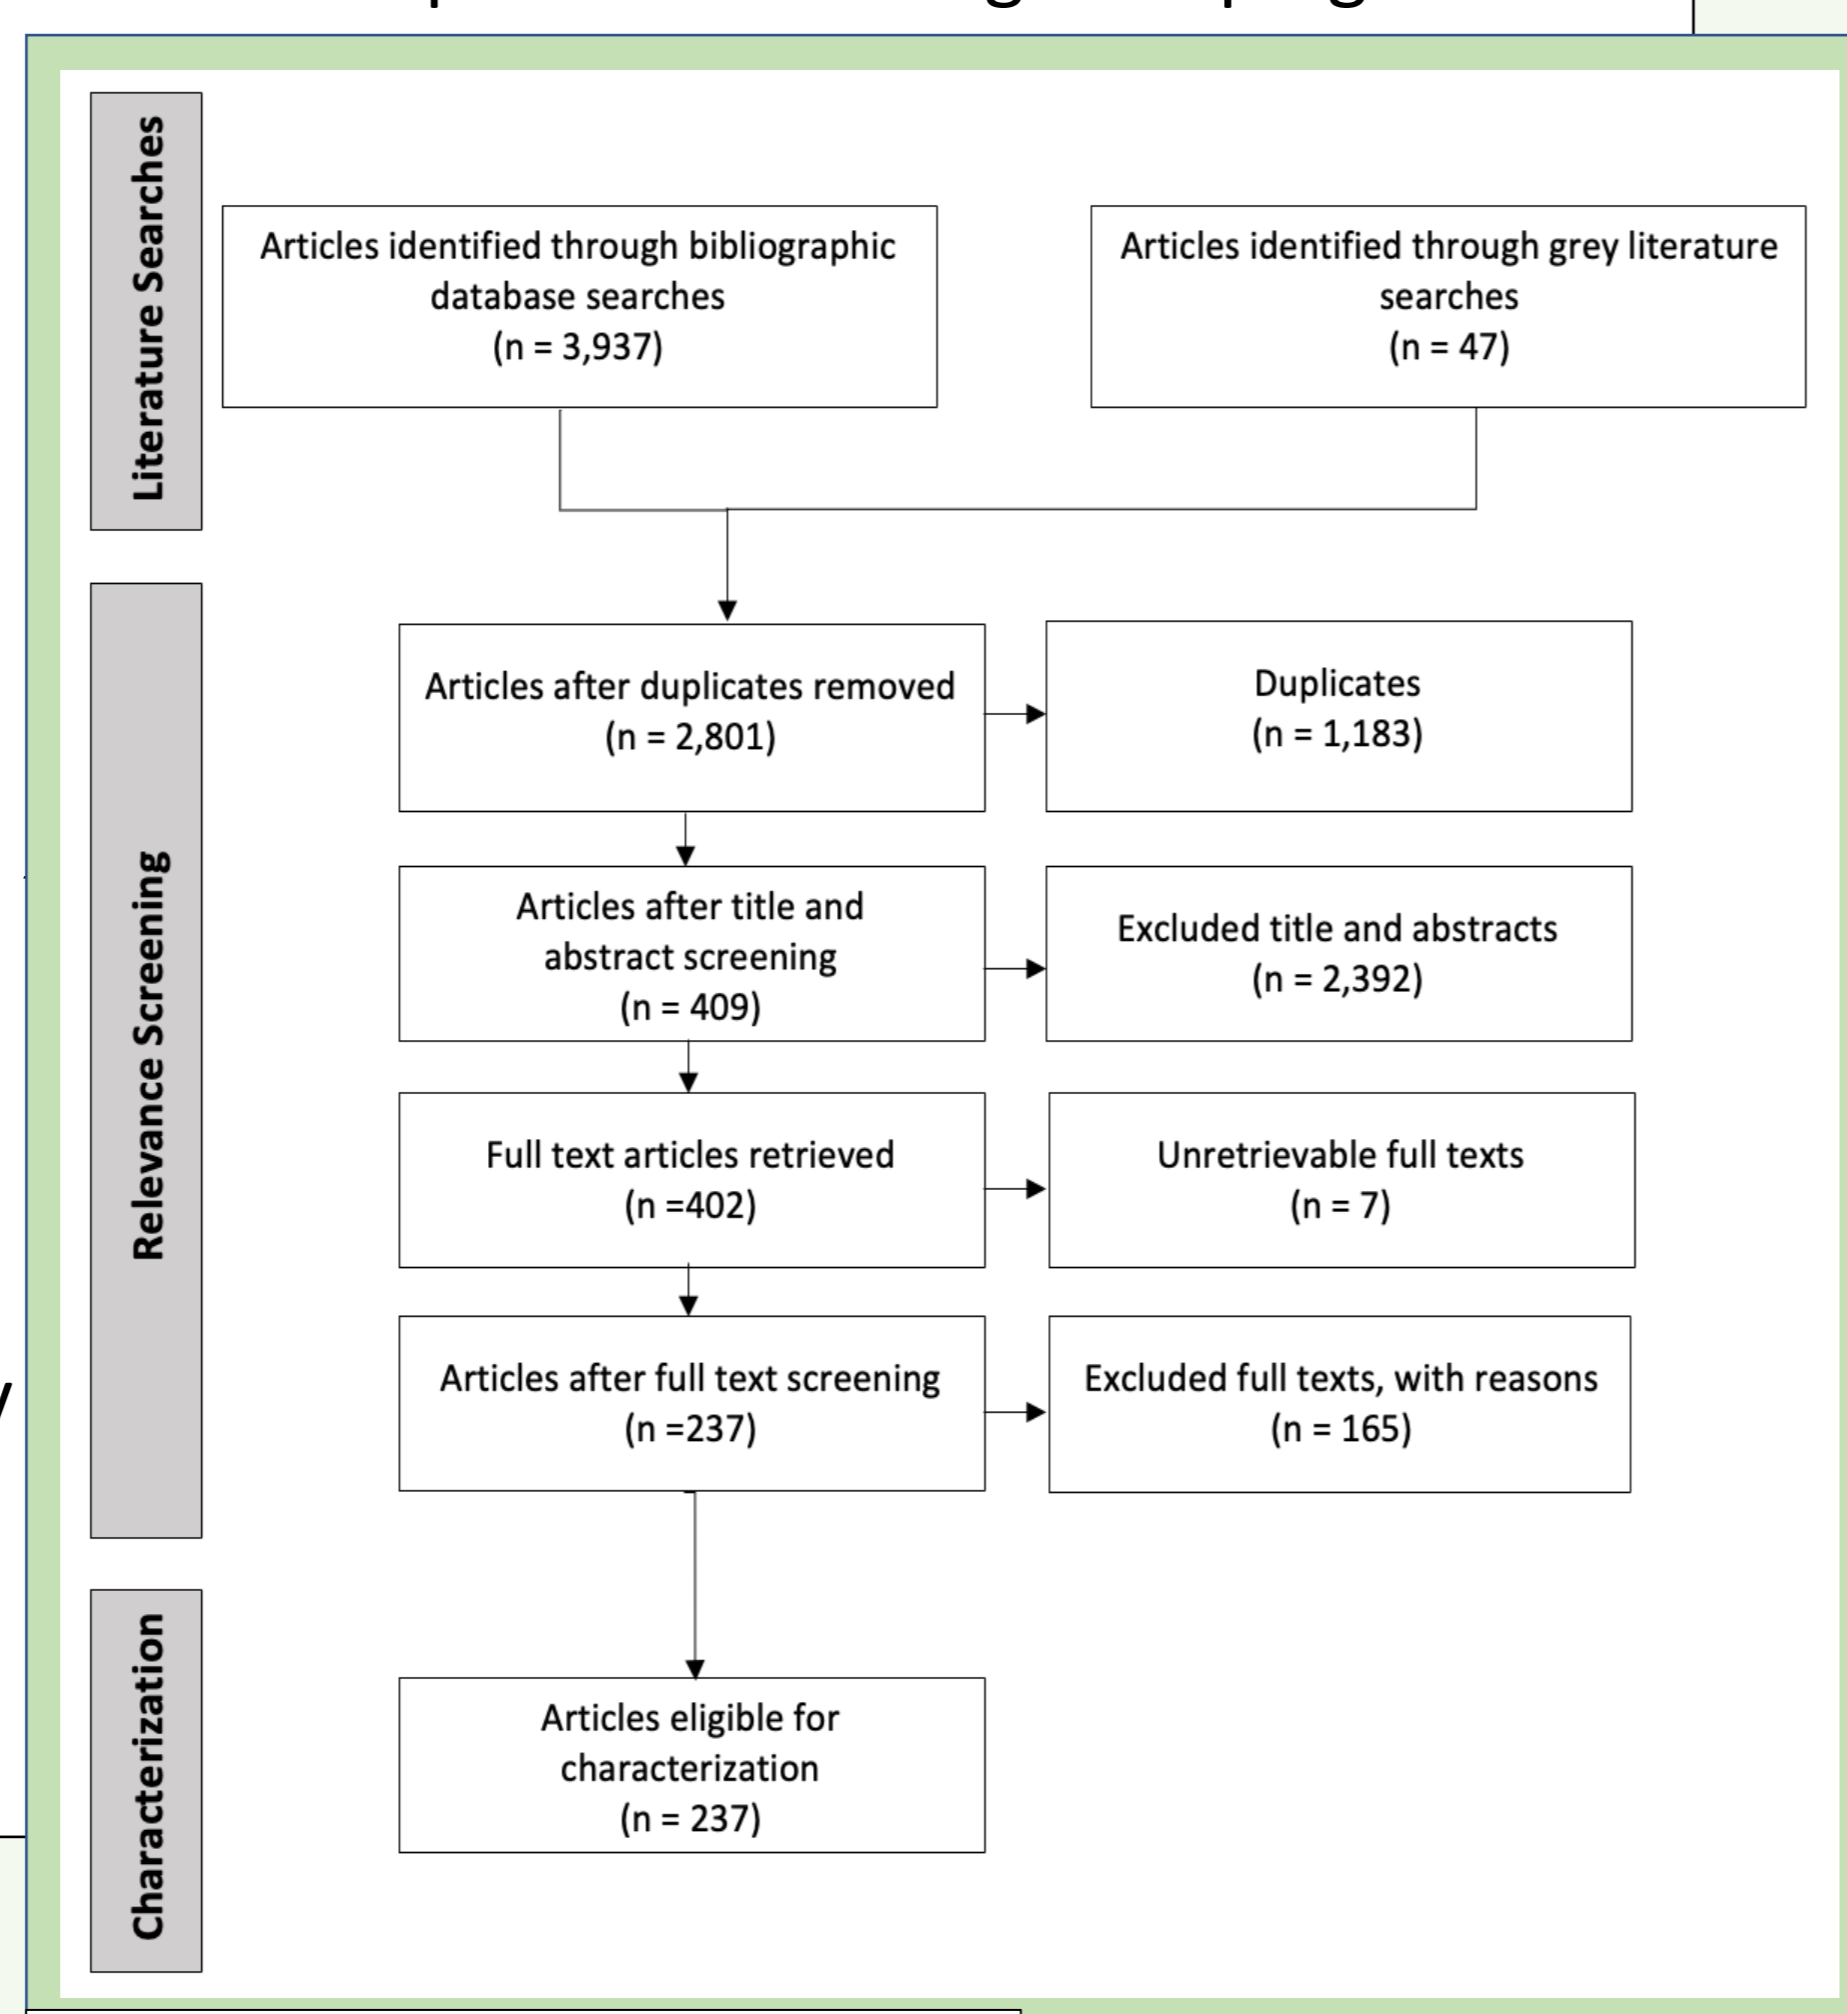 Literature Searches
Articles identified through bibliographic
database searches
(n = 3,937)
Articles identified through grey literature
searches
(n = 47)
Relevance Screening
Articles after duplicates removed
(n = 2,801)
Duplicates
(n = 1,183)
Articles after title and
abstract screening
(n = 409)
Excluded title and abstracts
(n = 2,392)
Full text articles retrieved
(n =402)
Unretrievable full texts
(n = 7)
Articles after full text screening
(n =237)
Excluded full texts, with reasons
(n = 165)
Characterization
Articles eligible for
characterization
(n = 237)